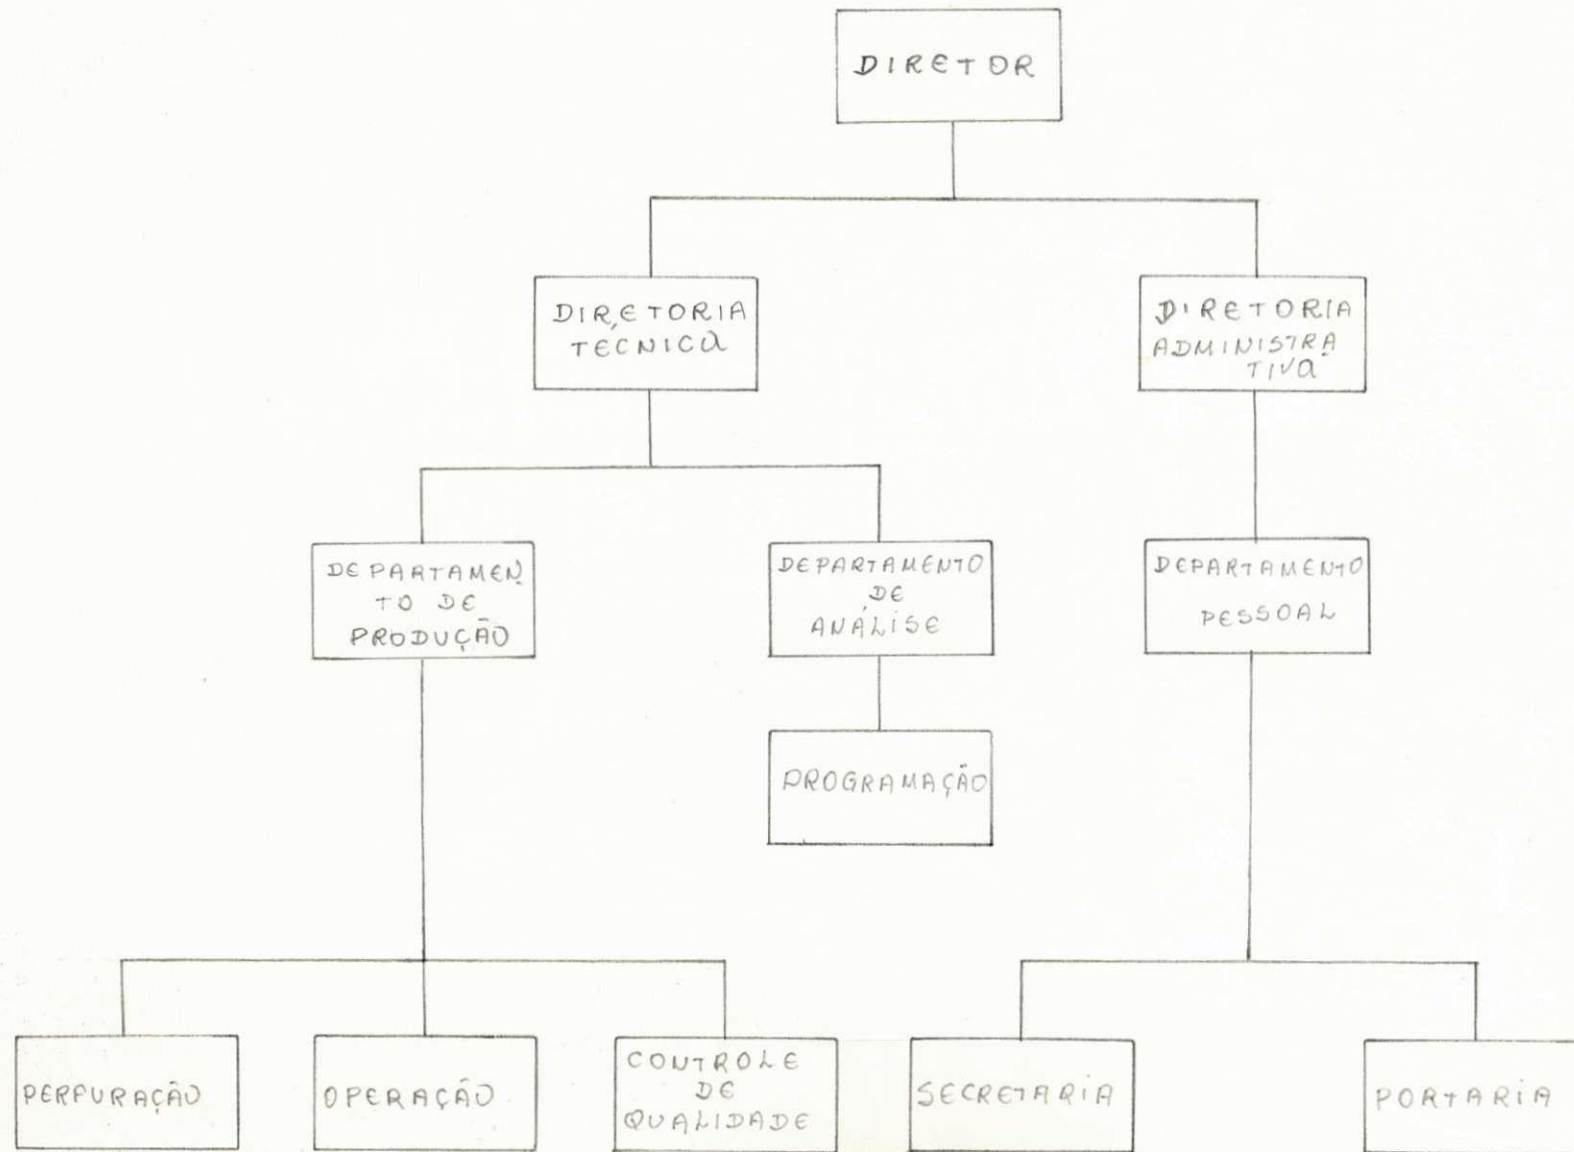 DIRETOR
DIRETORIA
TÉCNICA
DIRETORIA
ADMINISTRA
TIVA
DEPARTAMEN
TO DE
PRODUÇÃO
DEPARTAMENTO
DE
ANÁLISE
DEPARTAMENTO
PESSOAL
PROGRAMAÇÃO
PERFURAÇÃO
OPERAÇÃO
CONTROLE
DE
QUALIDADE
SECRETARIA
PORTARIA